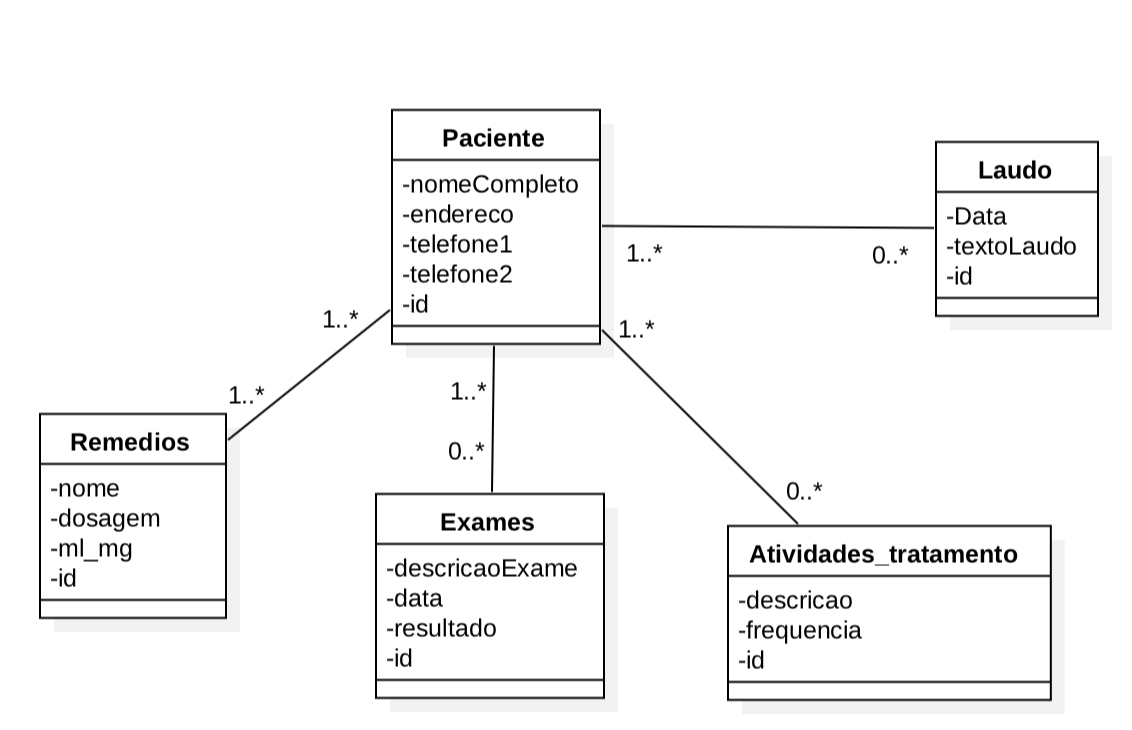 Paciente
-nomeCompleto
-endereco
-telefone1
-telefone2
-id
Laudo
-Data
-textoLaudo
-id
1..*
0..*
1..*
1..*
1..*
1..*
0..*
0..*
Remedios
-nome
-dosagem
-ml_mg
-id
Exames
-descricaoExame
-data
-resultado
-id
Atividades_tratamento
-descricao
-frequencia
-id